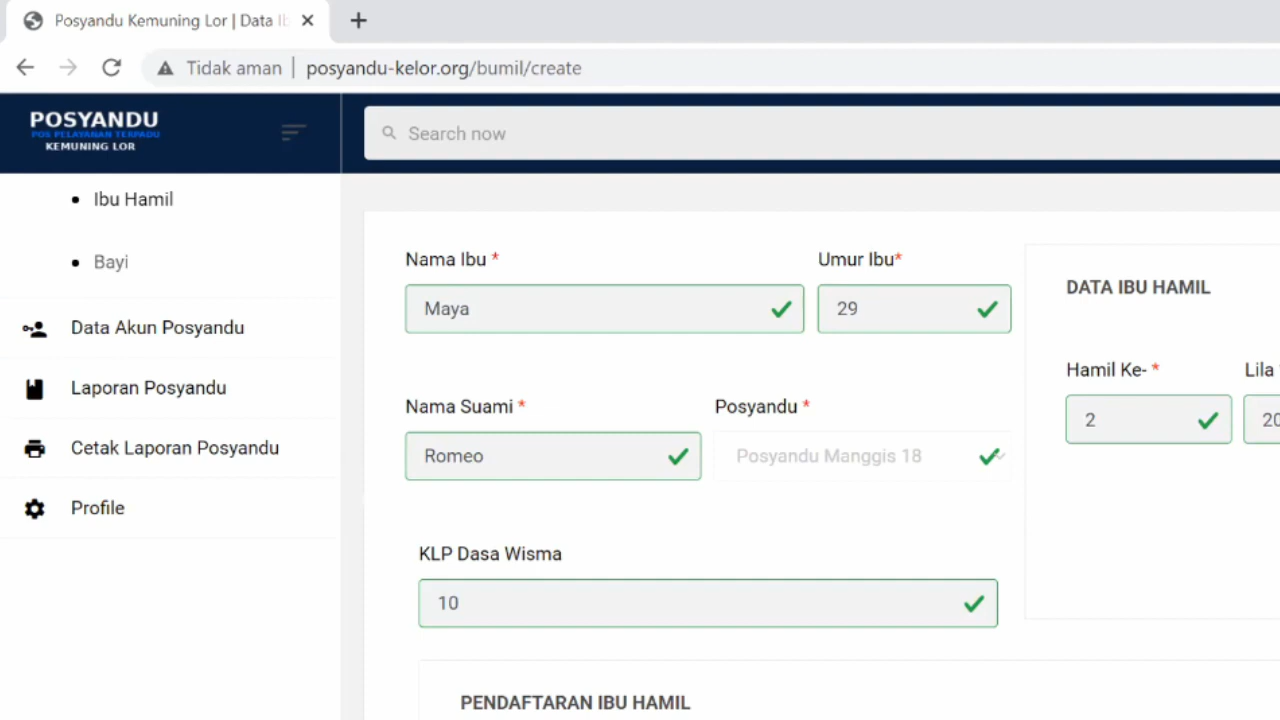 Posyandu Kemuning Lor | Data Ib
Tidak aman | posyandu-kelor.org/bumil/create
POSYANDU
POS PELAYANAN TERPADU
KEMUNING LOR
Search now
Ibu Hamil
Bayi
Data Akun Posyandu
Laporan Posyandu
Cetak Laporan Posyandu
Profile
Nama Ibu *
Umur Ibu*
Maya
29
Nama Suami *
Posyandu *
Romeo
Posyandu Manggis 18
KLP Dasa Wisma
10
DATA IBU HAMIL
Hamil Ke- *
Lila
2
20
PENDAFTARAN IBU HAMIL